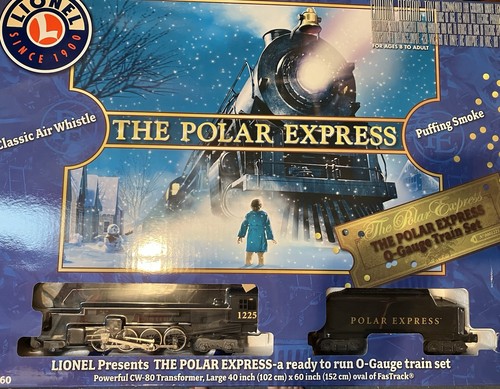 LIONEL
L
SINCE 1900
FOR AGES 8 TO ADULT
Classic Air Whistle
THE POLAR EXPRESS
Puffing Smoke
The Polar Express
THE POLAR EXPRESS
O-Gauge Train Set
1225
POLAR EXPRESS
LIONEL Presents THE POLAR EXPRESS-a ready to run O-Gauge train set
60
Powerful CW-80 Transformer, Large 40 inch (102 cm) x 60 inch (152 cm) oval of FasTrack®